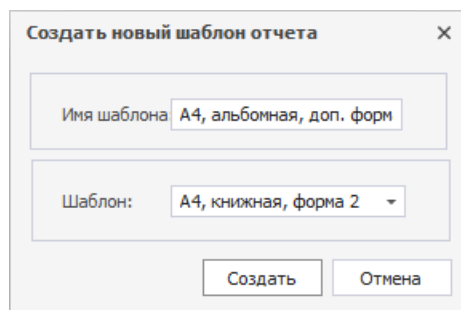 Создать новый шаблон отчета
Имя шаблона: А4, альбомная, доп. форм
Шаблон: А4, книжная, форма 2
Создать Отмена